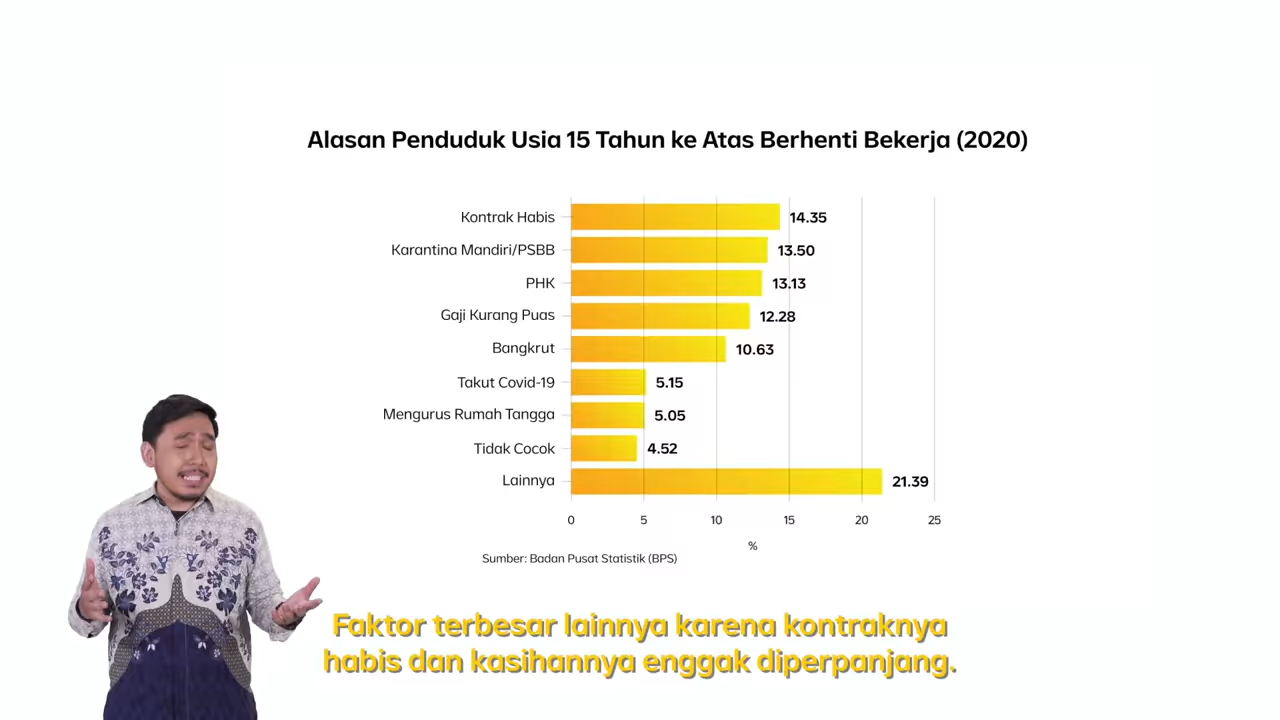 Alasan Penduduk Usia 15 Tahun ke Atas Berhenti Bekerja (2020)
Kontrak Habis 14.35
Karantina Mandiri/PSBB 13.50
PHK 13.13
Gaji Kurang Puas 12.28
Bangkrut 10.63
Takut Covid-19 5.15
Mengurus Rumah Tangga 5.05
Tidak Cocok 4.52
Lainnya 21.39
0 5 10 15 20 25
%
Sumber: Badan Pusat Statistik (BPS)
Faktor terbesar lainnya karena kontraknya
habis dan kasihannya enggak diperpanjang.